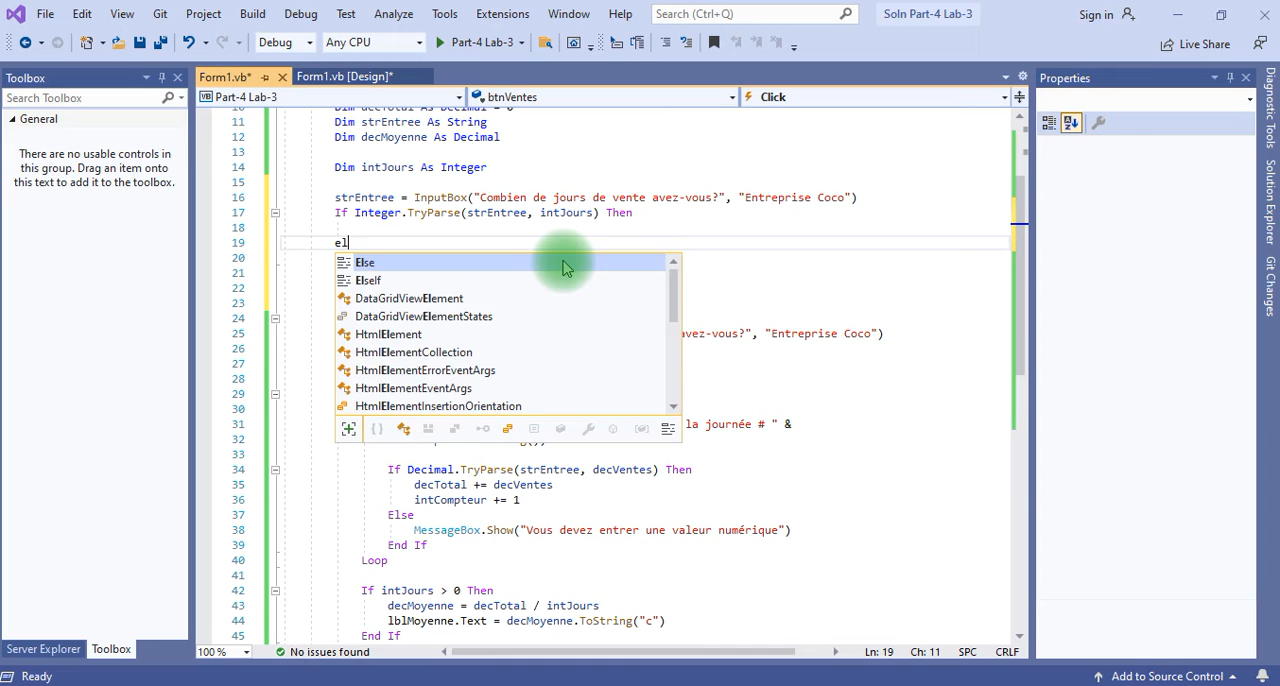 File Edit View Git Project Build Debug Test Analyze Tools Extensions Window Help Search (Ctrl+Q) Soln Part-4 Lab-3 Sign in
Debug Any CPU Part-4 Lab-3 Live Share
Toolbox Form1.vb* Form1.vb [Design]* Properties
Search Toolbox Part-4 Lab-3 btnVentes Click
General
There are no usable controls in
this group. Drag an item onto
this text to add it to the toolbox.
11 Dim strEntree As String
12 Dim decMoyenne As Decimal
13
14 Dim intJours As Integer
15
16 strEntree = InputBox("Combien de jours de vente avez-vous?", "Entreprise Coco")
17 If Integer.TryParse(strEntree, intJours) Then
18
19 el
20 Else
21 ElseIf
22 DataGridViewElement
23 DataGridViewElementStates
24 HtmlElement
25 avez-vous?", "Entreprise Coco")
26 HtmlElementCollection
27 HtmlElementErrorEventArgs
28 HtmlElementEventArgs
29 HtmlElementInsertionOrientation
30
31 la journée # " &
32
33
34 If Decimal.TryParse(strEntree, decVentes) Then
35 decTotal += decVentes
36 intCompteur += 1
37 Else
38 MessageBox.Show("Vous devez entrer une valeur numérique")
39 End If
40 Loop
41
42 If intJours > 0 Then
43 decMoyenne = decTotal / intJours
44 lblMoyenne.Text = decMoyenne.ToString("c")
45 End If
Server Explorer Toolbox 100 % No issues found Ln: 19 Ch: 11 SPC CRLF
Ready Add to Source Control
Diagnostic Tools
Solution Explorer
Git Changes